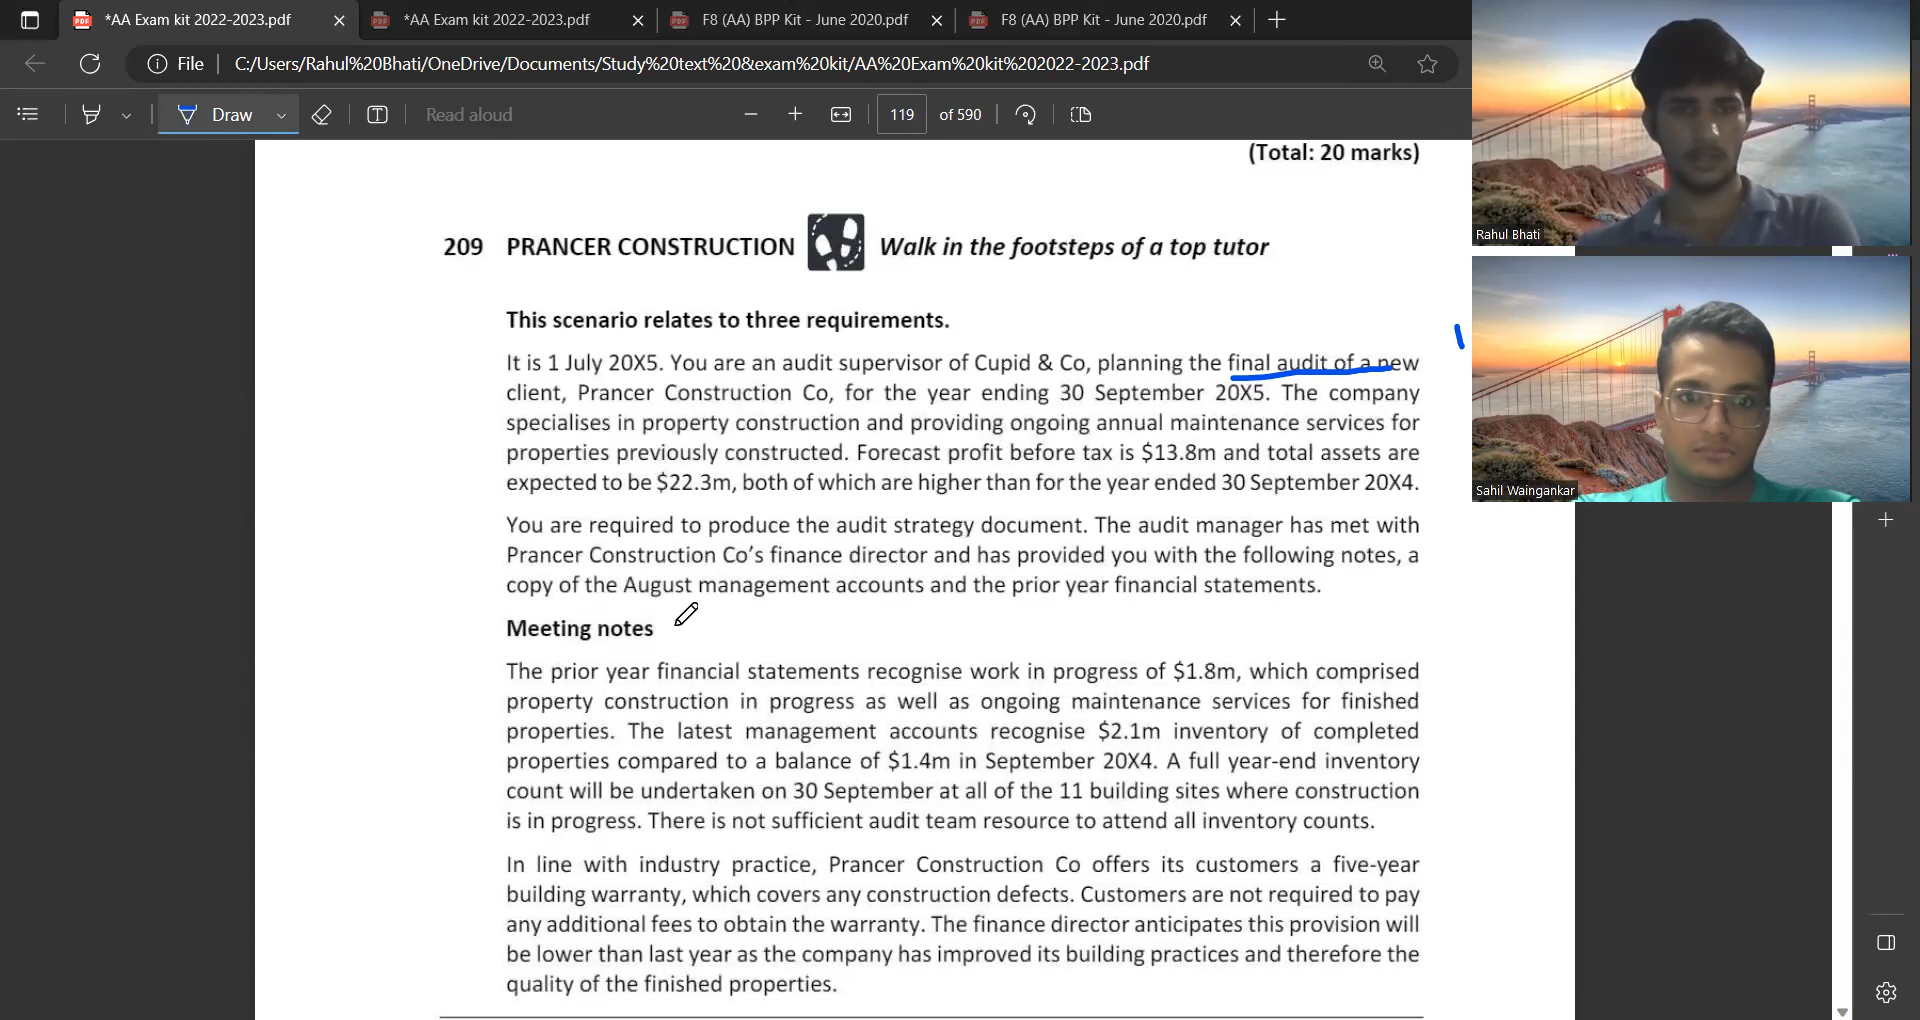 *AA Exam kit 2022-2023.pdf
*AA Exam kit 2022-2023.pdf
F8 (AA) BPP Kit - June 2020.pdf
F8 (AA) BPP Kit - June 2020.pdf
File
C:/Users/Rahul%20Bhati/OneDrive/Documents/Study%20text%20&exam%20kit/AA%20Exam%20kit%202022-2023.pdf
Draw
Read aloud
119 of 590
(Total: 20 marks)
209 PRANCER CONSTRUCTION Walk in the footsteps of a top tutor
This scenario relates to three requirements.
It is 1 July 20X5. You are an audit supervisor of Cupid & Co, planning the final audit of a new
client, Prancer Construction Co, for the year ending 30 September 20X5. The company
specialises in property construction and providing ongoing annual maintenance services for
properties previously constructed. Forecast profit before tax is $13.8m and total assets are
expected to be $22.3m, both of which are higher than for the year ended 30 September 20X4.
You are required to produce the audit strategy document. The audit manager has met with
Prancer Construction Co's finance director and has provided you with the following notes, a
copy of the August management accounts and the prior year financial statements.
Meeting notes
The prior year financial statements recognise work in progress of $1.8m, which comprised
property construction in progress as well as ongoing maintenance services for finished
properties. The latest management accounts recognise $2.1m inventory of completed
properties compared to a balance of $1.4m in September 20X4. A full year-end inventory
count will be undertaken on 30 September at all of the 11 building sites where construction
is in progress. There is not sufficient audit team resource to attend all inventory counts.
In line with industry practice, Prancer Construction Co offers its customers a five-year
building warranty, which covers any construction defects. Customers are not required to pay
any additional fees to obtain the warranty. The finance director anticipates this provision will
be lower than last year as the company has improved its building practices and therefore the
quality of the finished properties.
Rahul Bhati
Sahil Waingankar